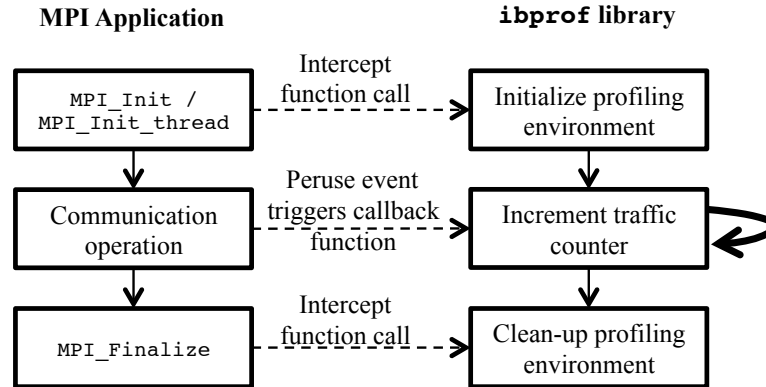 MPI Application
ibprof library
MPI_Init /
MPI_Init_thread
Intercept
function call
Initialize profiling
environment
Communication
operation
Peruse event
triggers callback
function
Increment traffic
counter
MPI_Finalize
Intercept
function call
Clean-up profiling
environment